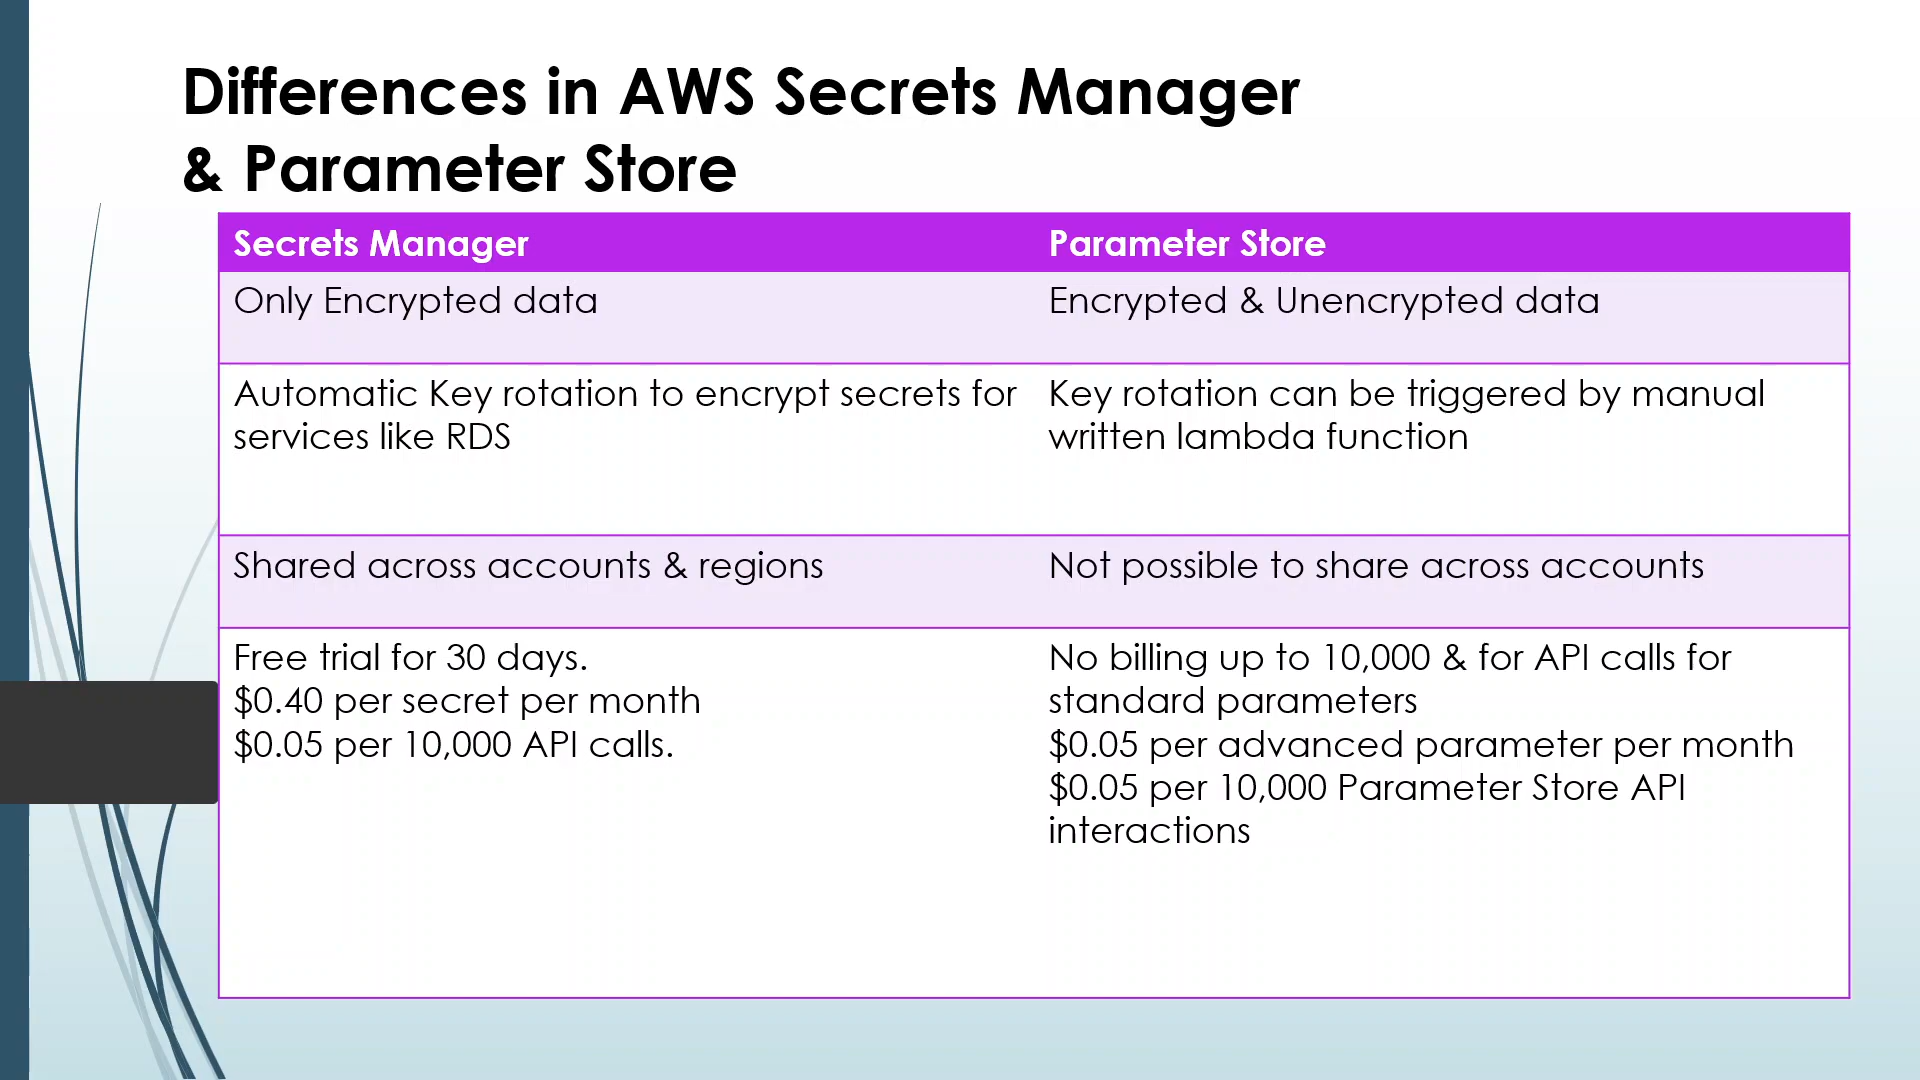 Differences in AWS Secrets Manager
& Parameter Store
Secrets Manager
Parameter Store
Only Encrypted data
Encrypted & Unencrypted data
Automatic Key rotation to encrypt secrets for
services like RDS
Key rotation can be triggered by manual
written lambda function
Shared across accounts & regions
Not possible to share across accounts
Free trial for 30 days.
$0.40 per secret per month
$0.05 per 10,000 API calls.
No billing up to 10,000 & for API calls for
standard parameters
$0.05 per advanced parameter per month
$0.05 per 10,000 Parameter Store API
interactions